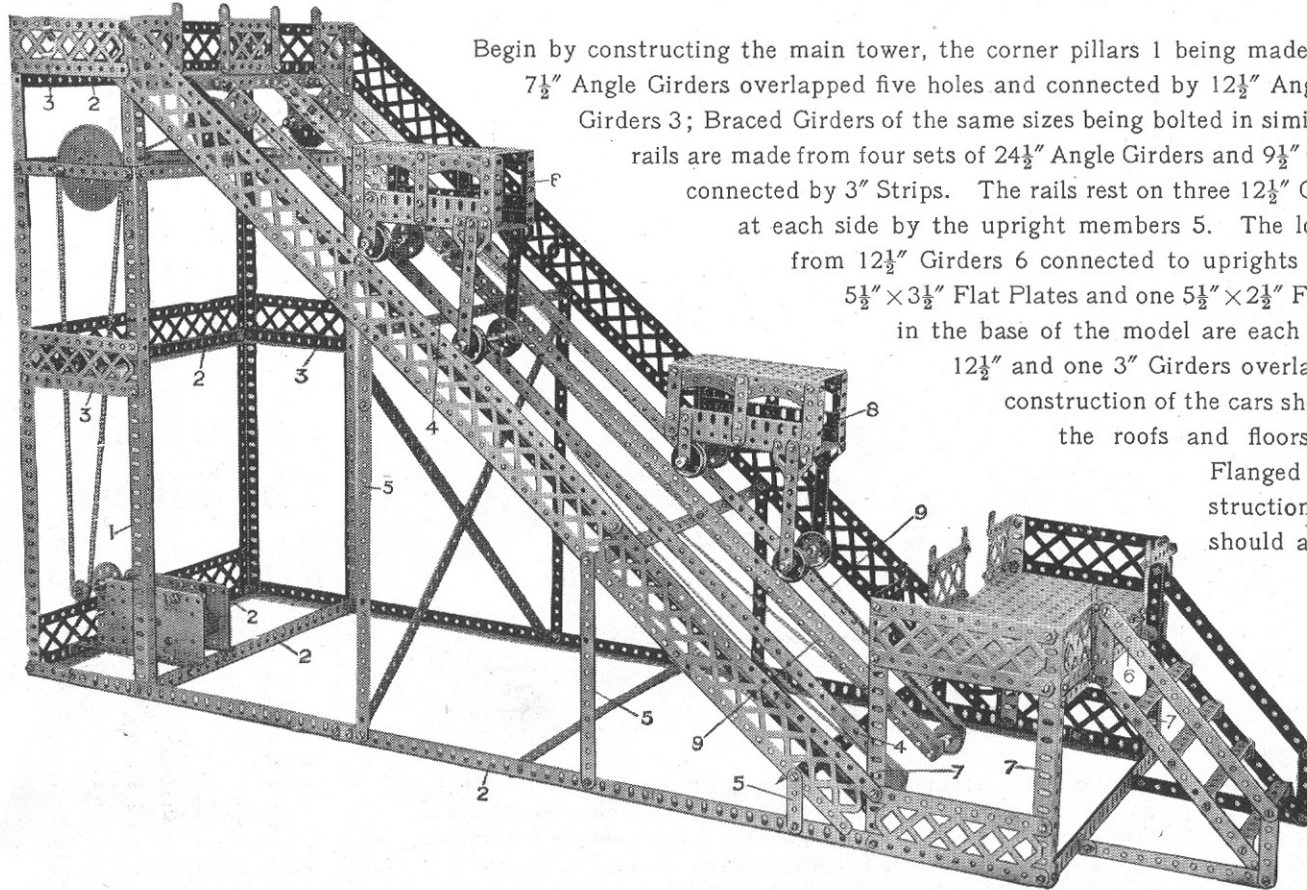 Begin by constructing the main tower, the corner pillars 1 being made
7½″ Angle Girders overlapped five holes and connected by 12½″
Girders 3; Braced Girders of the same sizes being bolted in
rails are made from four sets of 24½″ Angle Girders and 9½″
connected by 3″ Strips. The rails rest on three 12½″
at each side by the upright members 5. The
from 12½″ Girders 6 connected to uprights
5½″×3½″ Flat Plates and one 5½″×2½″
in the base of the model are each
12½″ and one 3″ Girders
construction of the cars
the roofs and floors
Flanged
struction
should
3 2
8
2 3
3
4
8
5
9
1
2
2
6
5
7
9
4
7 7
5
2